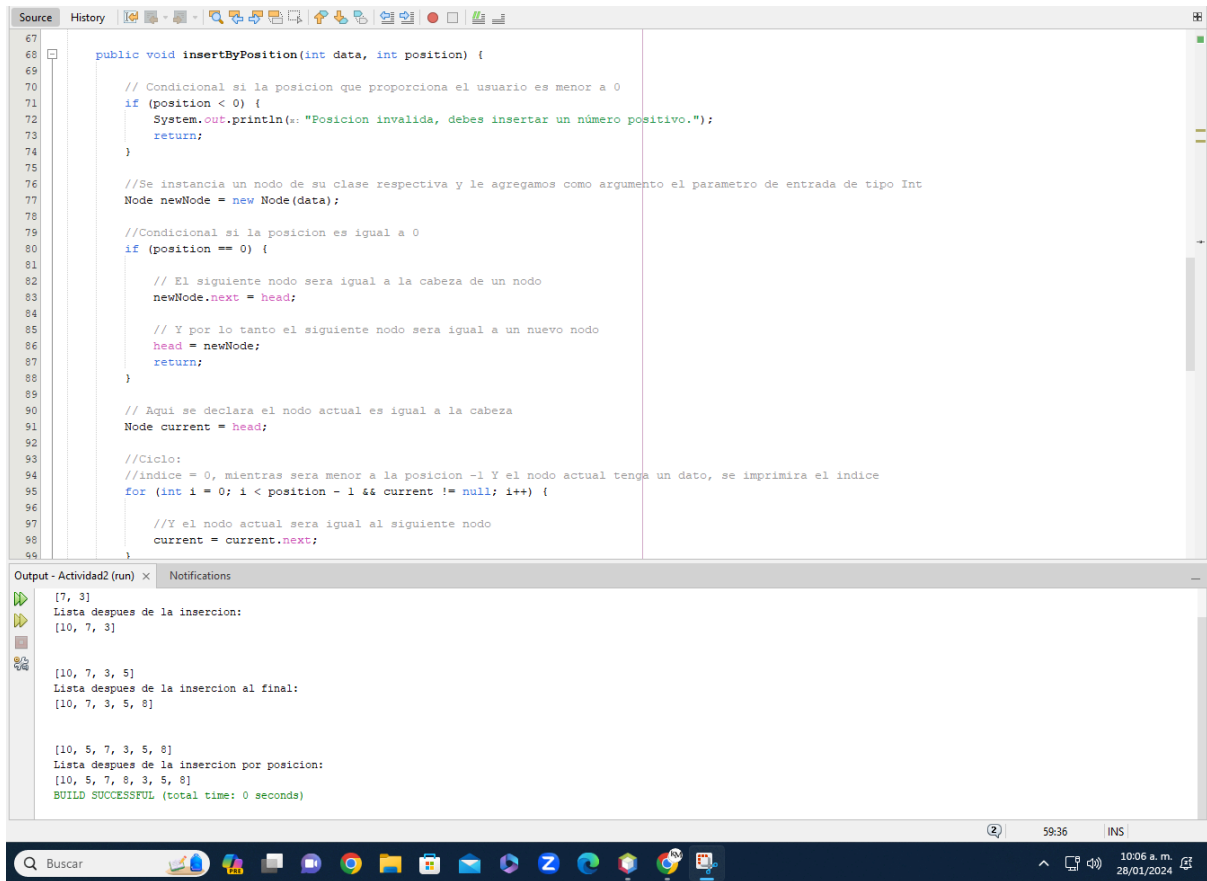 Source History
67
68 public void insertByPosition(int data, int position) {
69
70 // Condicional si la posicion que proporciona el usuario es menor a 0
71 if (position < 0) {
72 System.out.println(x: "Posicion invalida, debes insertar un número positivo.");
73 return;
74 }
75
76 //Se instancia un nodo de su clase respectiva y le agregamos como argumento el parametro de entrada de tipo Int
77 Node newNode = new Node(data);
78
79 //Condicional si la posicion es igual a 0
80 if (position == 0) {
81
82 // El siguiente nodo sera igual a la cabeza de un nodo
83 newNode.next = head;
84
85 // Y por lo tanto el siguiente nodo sera igual a un nuevo nodo
86 head = newNode;
87 return;
88 }
89
90 // Aqui se declara el nodo actual es igual a la cabeza
91 Node current = head;
92
93 //Ciclo:
94 //indice = 0, mientras sera menor a la posicion -1 Y el nodo actual tenga un dato, se imprimira el indice
95 for (int i = 0; i < position - 1 && current != null; i++) {
96
97 //Y el nodo actual sera igual al siguiente nodo
98 current = current.next;
99 }
Output - Actividad2 (run) × Notifications
[7, 3]
Lista despues de la insercion:
[10, 7, 3]
[10, 7, 3, 5]
Lista despues de la insercion al final:
[10, 7, 3, 5, 8]
[10, 5, 7, 3, 5, 8]
Lista despues de la insercion por posicion:
[10, 5, 7, 8, 3, 5, 8]
BUILD SUCCESSFUL (total time: 0 seconds)
2 59:36 INS
Buscar PRE Z KM 10:06 a. m.
28/01/2024